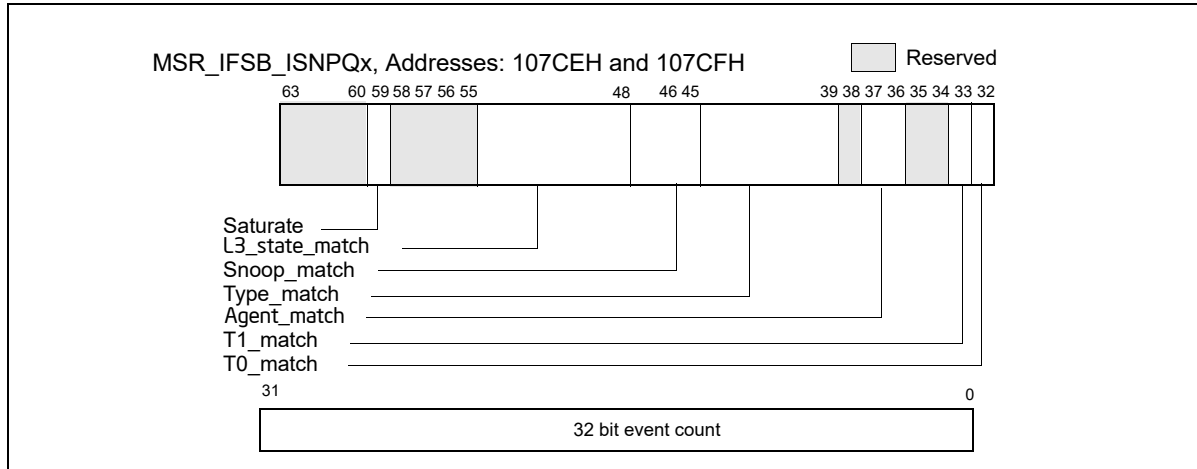 MSR_IFSB_ISNPQx, Addresses: 107CEH and 107CFH
Reserved
63 60 59 58 57 56 55 48 46 45 39 38 37 36 35 34 33 32
Saturate
L3_state_match
Snoop_match
Type_match
Agent_match
T1_match
T0_match
31 0
32 bit event count